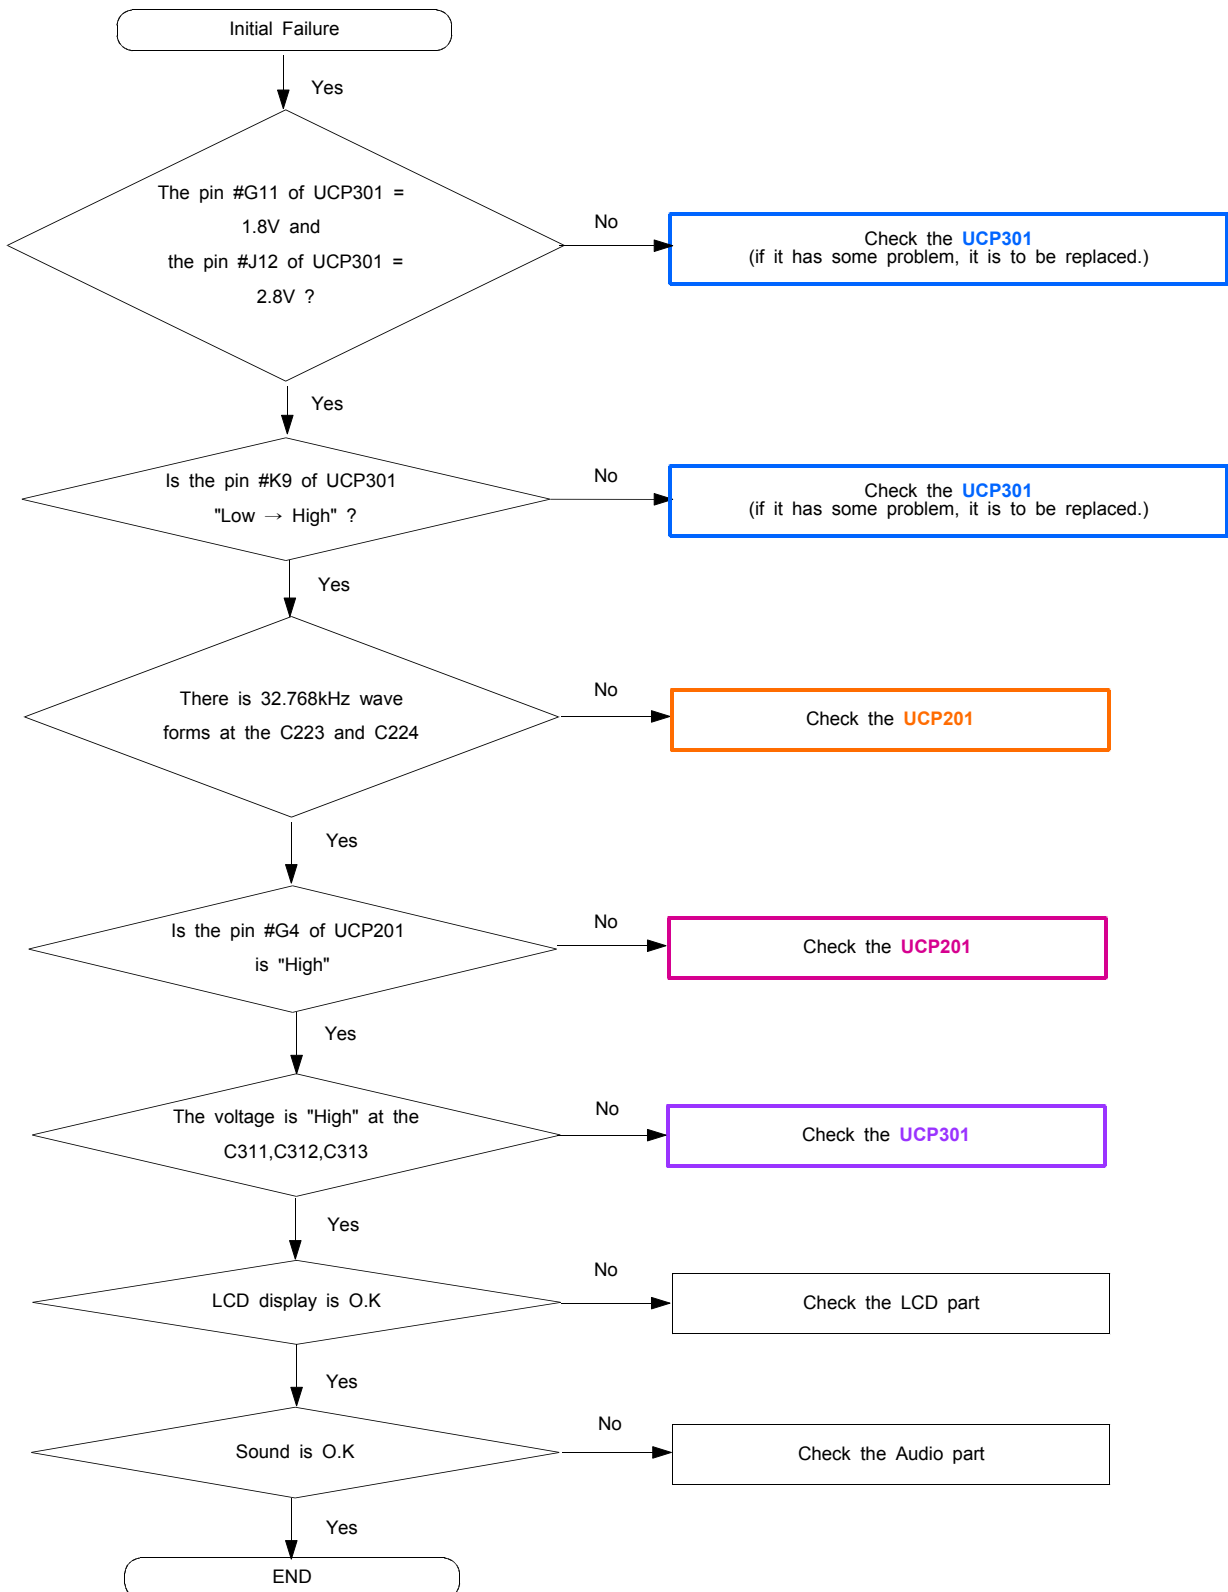 Initial Failure
Yes
The pin #G11 of UCP301 =
1.8V and
the pin #J12 of UCP301 =
2.8V ?
No
Check the UCP301
(if it has some problem, it is to be replaced.)
Yes
Is the pin #K9 of UCP301
"Low → High" ?
No
Check the UCP301
(if it has some problem, it is to be replaced.)
Yes
There is 32.768kHz wave
forms at the C223 and C224
No
Check the UCP201
Yes
Is the pin #G4 of UCP201
is "High"
No
Check the UCP201
Yes
The voltage is "High" at the
C311,C312,C313
No
Check the UCP301
Yes
LCD display is O.K
No
Check the LCD part
Yes
Sound is O.K
No
Check the Audio part
Yes
END